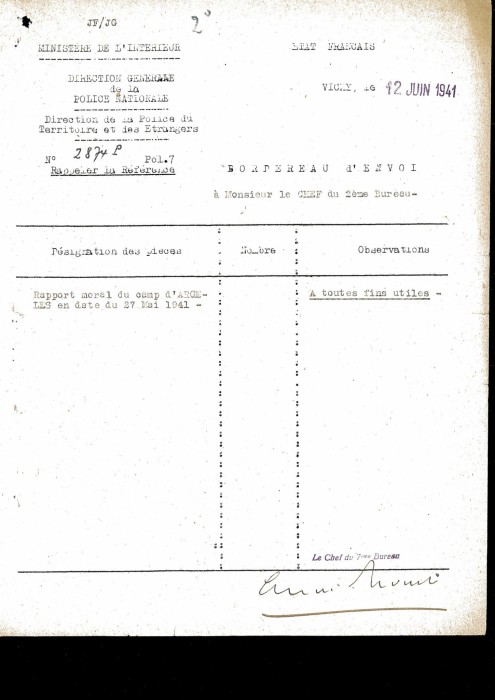 JF/JG
2°
MINISTERE DE L'INTERIEUR
ETAT FRANCAIS
DIRECTION GENERALE
de la
POLICE NATIONALE
VICHY, le 12 JUIN 1941
Direction de la Police du
Territoire et des Etrangers
N° 2874 P Pol.7
Rappeler la Référence
BORDEREAU d'ENVOI
à Monsieur le CHEF du 2ème Bureau-
Désignation des pièces
Nombre
Observations
Rapport moral du camp d'ARGE-
LES en date du 27 Mai 1941 -
A toutes fins utiles -
Le Chef du 7ème Bureau